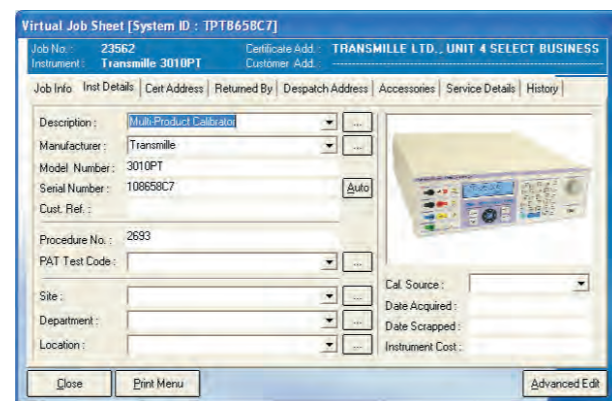 Virtual Job Sheet [System ID : TPTB658C7]
Job No. : 23562 Certificate Add. : TRANSMILLE LTD., UNIT 4 SELECT BUSINESS
Instrument : Transmille 3010PT Customer Add. :
Job Info Inst Details Cert Address Returned By Despatch Address Accessories Service Details History
Description : Multi-Product Calibrator ...
Manufacturer : Transmille ...
Model Number : 3010PT
Serial Number : 108658C7 Auto
Cust. Ref. :
Procedure No. : 2693
PAT Test Code : ...
Site : ...
Department : ...
Location : ...
Cal. Source :
Date Acquired :
Date Scrapped :
Instrument Cost :
Close Print Menu Advanced Edit